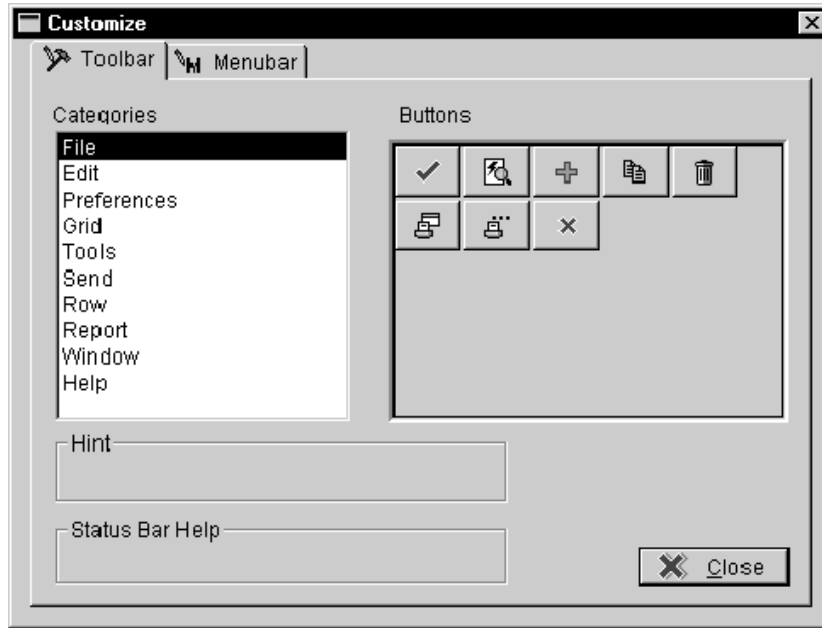 Customize
Toolbar
Menubar
Categories
Buttons
File
Edit
Preferences
Grid
Tools
Send
Row
Report
Window
Help
Hint
Status Bar Help
Close